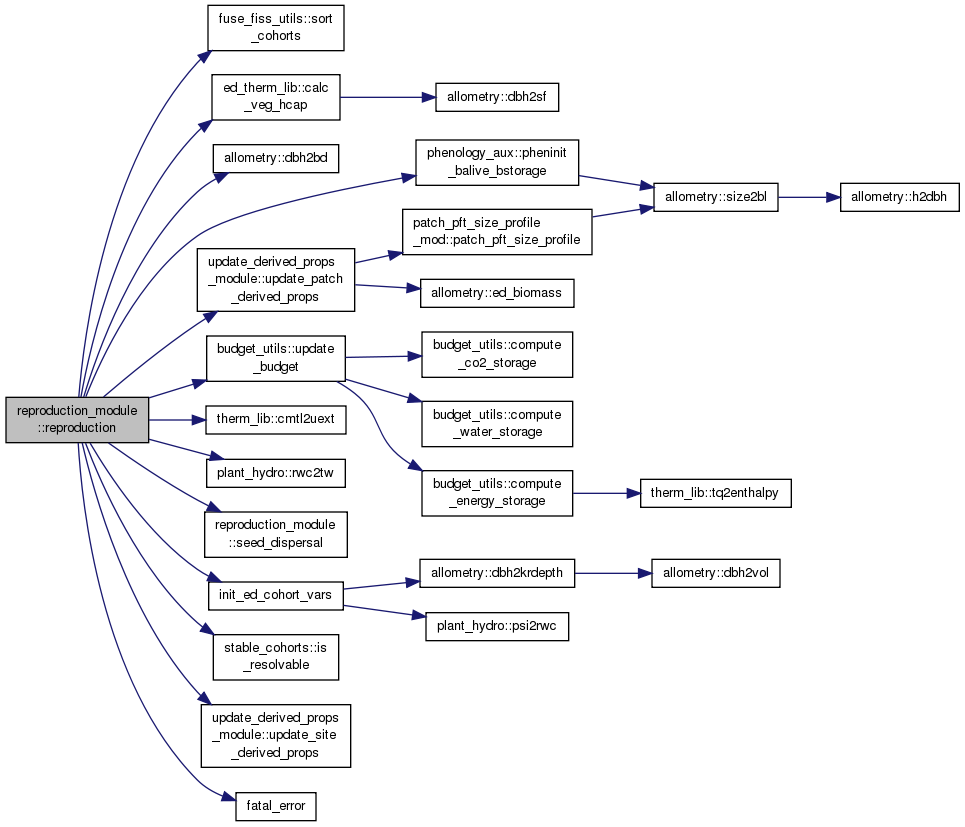 fuse_fiss_utils::sort
_cohorts
ed_therm_lib::calc
_veg_hcap
allometry::dbh2sf
allometry::dbh2bd
phenology_aux::pheninit
_balive_bstorage
allometry::size2bl
allometry::h2dbh
patch_pft_size_profile
_mod::patch_pft_size_profile
update_derived_props
_module::update_patch
_derived_props
allometry::ed_biomass
budget_utils::update
_budget
budget_utils::compute
_co2_storage
reproduction_module
::reproduction
therm_lib::cmtl2uext
budget_utils::compute
_water_storage
plant_hydro::rwc2tw
budget_utils::compute
_energy_storage
therm_lib::tq2enthalpy
reproduction_module
::seed_dispersal
init_ed_cohort_vars
allometry::dbh2krdepth
allometry::dbh2vol
plant_hydro::psi2rwc
stable_cohorts::is
_resolvable
update_derived_props
_module::update_site
_derived_props
fatal_error